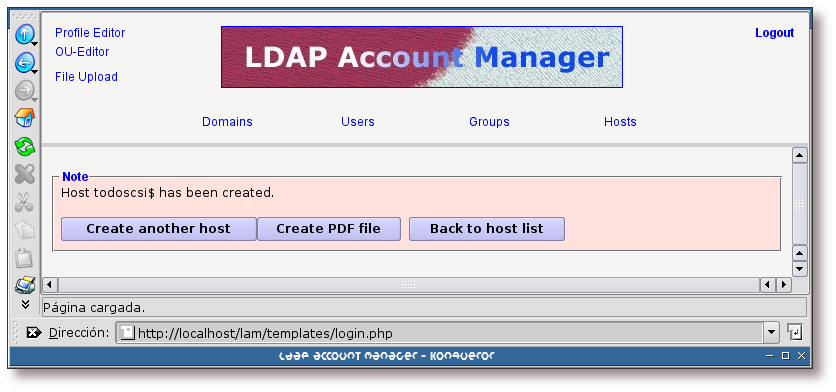 Profile Editor
OU-Editor
File Upload
LDAP Account Manager
Logout
Domains Users Groups Hosts
Note
Host todoscsi$ has been created.
Create another host Create PDF file Back to host list
Página cargada.
Dirección: http://localhost/lam/templates/login.php
LDAP Account Manager - Konqueror